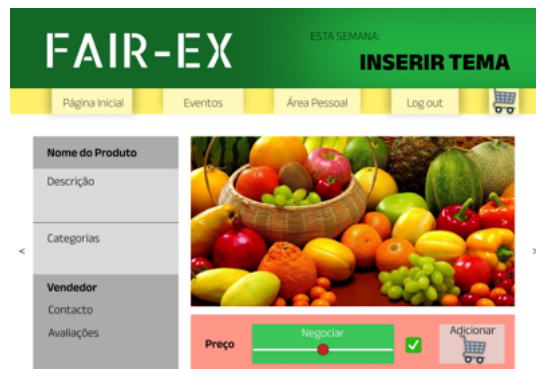 FAIR-EX
ESTA SEMANA:
INSERIR TEMA
Página Inicial
Eventos
Área Pessoal
Log out
Nome do Produto
Descrição
Categorias
<
>
Vendedor
Contacto
Avaliações
Preço
Negociar
Adicionar